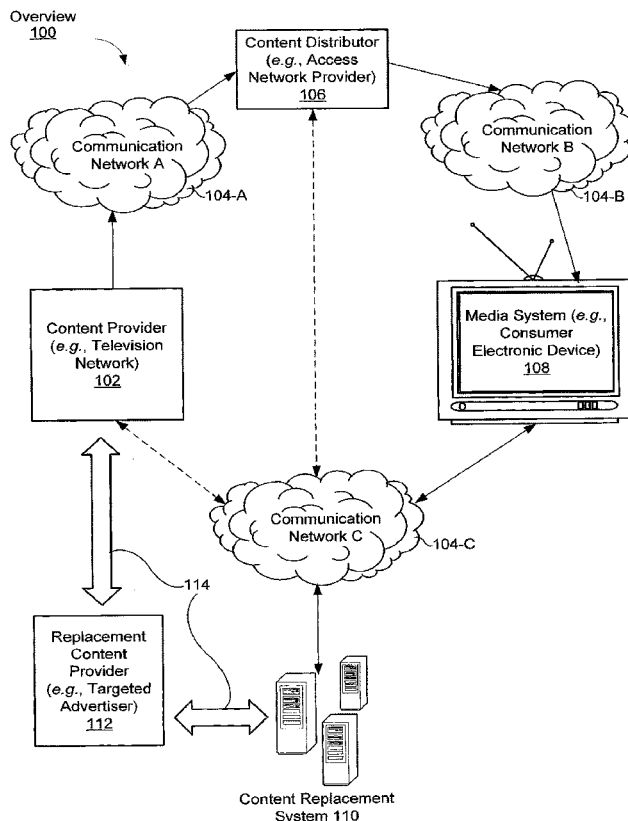 Overview
100
Content Distributor
(e.g., Access
Network Provider)
106
Communication
Network A
104-A
Communication
Network B
104-B
Content Provider
(e.g., Television
Network)
102
Media System (e.g.,
Consumer
Electronic Device)
108
Communication
Network C
104-C
114
Replacement
Content
Provider
(e.g., Targeted
Advertiser)
112
Content Replacement
System 110